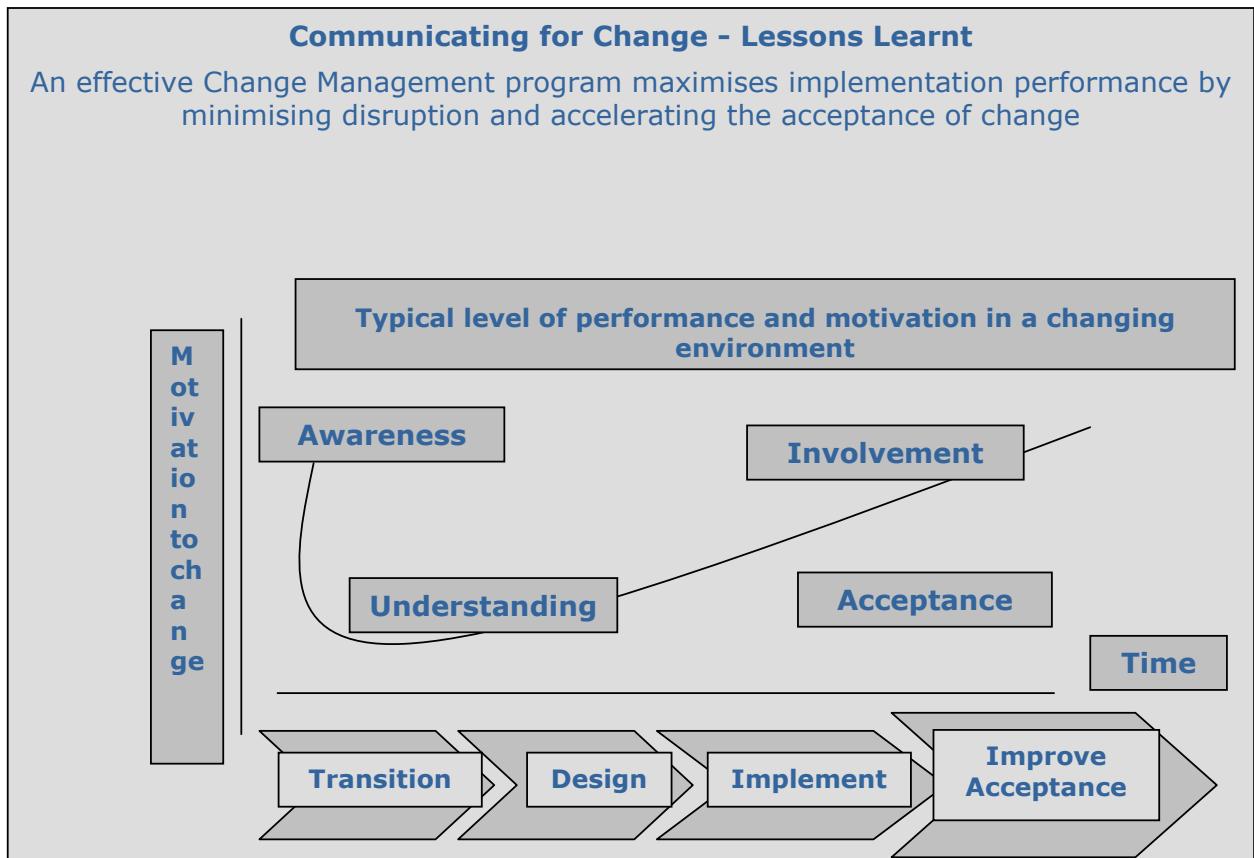 Communicating for Change - Lessons Learnt
An effective Change Management program maximises implementation performance by
minimising disruption and accelerating the acceptance of change
Typical level of performance and motivation in a changing
environment
M
ot
iv
at
io
n
to
ch
a
n
ge
Awareness
Involvement
Understanding
Acceptance
Time
Transition
Design
Implement
Improve
Acceptance